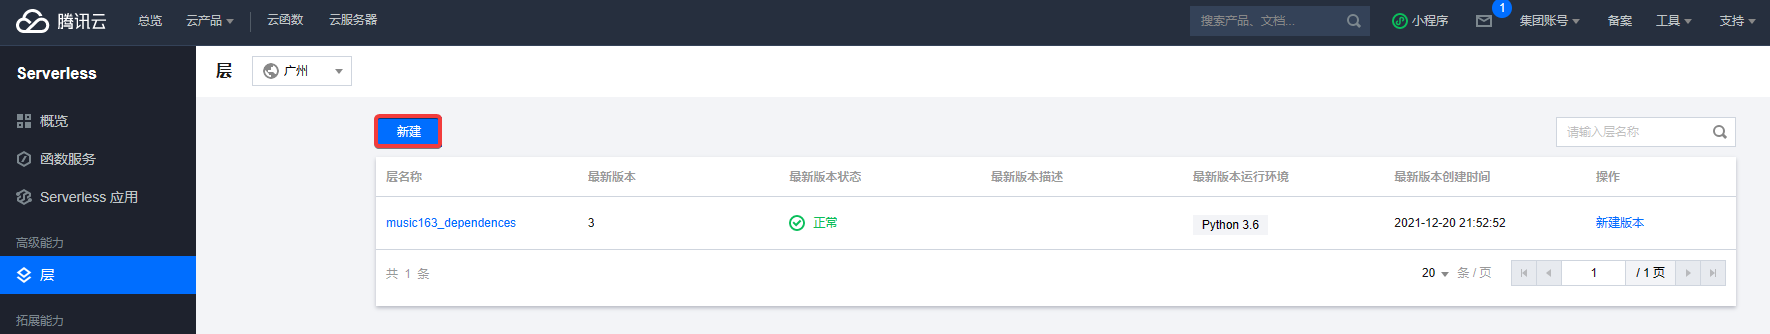 腾讯云 总览 云产品 云函数 云服务器 搜索产品、文档... 小程序 1 集团账号 备案 工具 支持
Serverless
层 广州
概览
函数服务
Serverless 应用
高级能力
层
拓展能力
新建 请输入层名称
层名称 最新版本 最新版本状态 最新版本描述 最新版本运行环境 最新版本创建时间 操作
music163_dependences 3 正常 Python 3.6 2021-12-20 21:52:52 新建版本
共 1 条 20 条 / 页 1 / 1 页